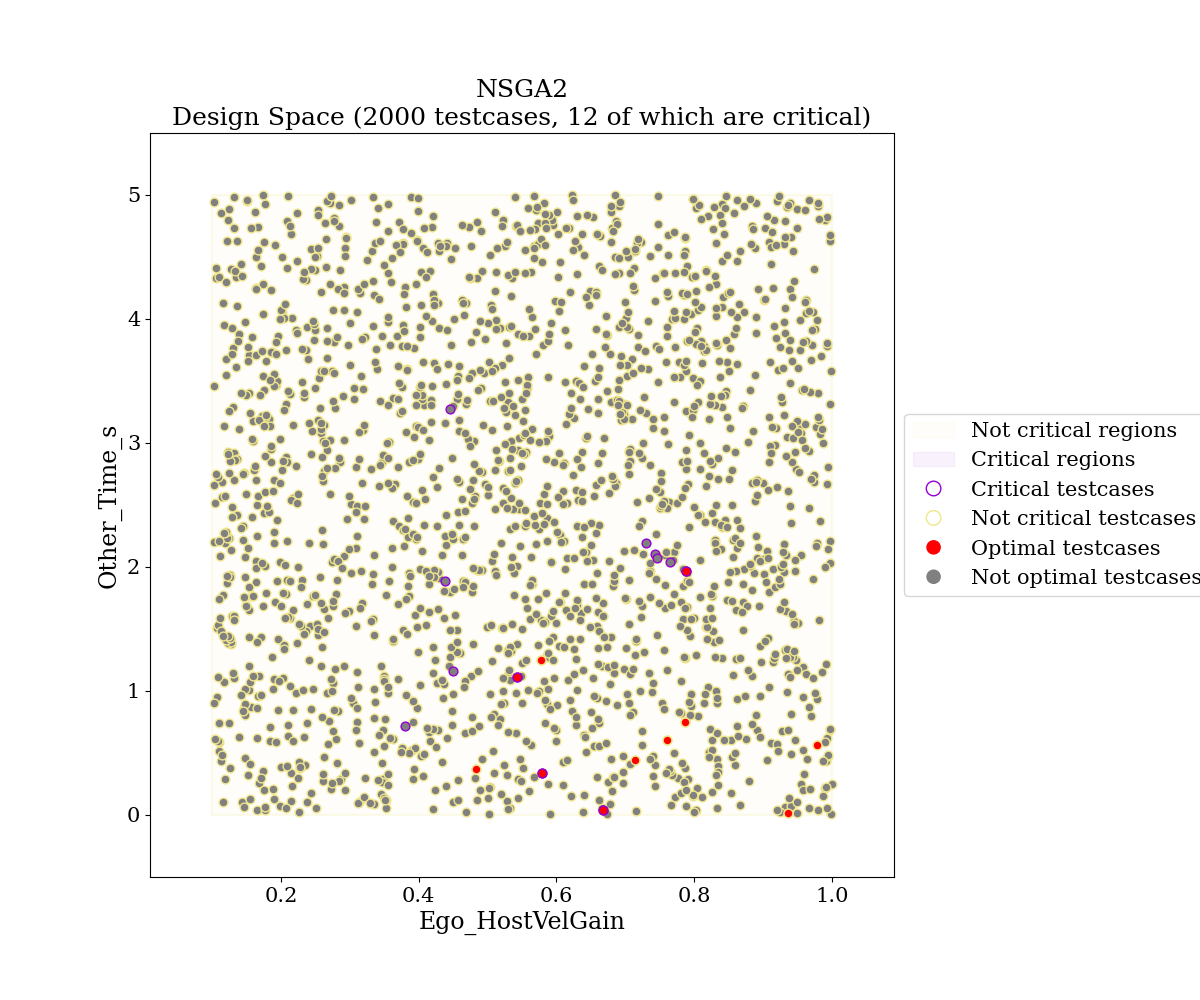 NSGA2
Design Space (2000 testcases, 12 of which are critical)
5
4
3
2
1
0
Other_Time_s
0.2
0.4
0.6
0.8
1.0
Ego_HostVelGain
Not critical regions
Critical regions
Critical testcases
Not critical testcases
Optimal testcases
Not optimal testcases